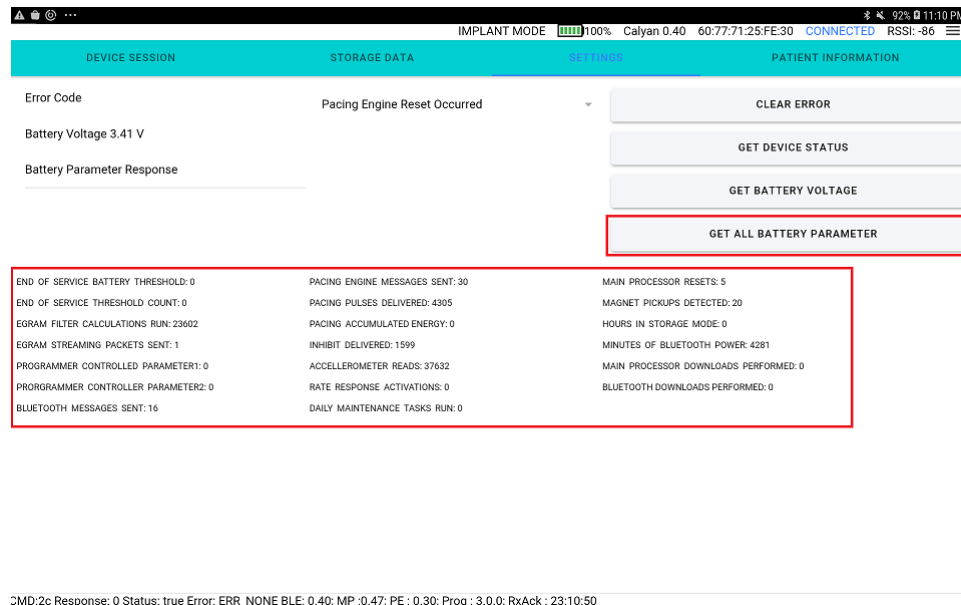 92% 11:10 PM
IMPLANT MODE 100% Calyan 0.40 60:77:71:25:FE:30 CONNECTED RSSI: -86
DEVICE SESSION STORAGE DATA SETTINGS PATIENT INFORMATION
Error Code Pacing Engine Reset Occurred CLEAR ERROR
Battery Voltage 3.41 V GET DEVICE STATUS
Battery Parameter Response GET BATTERY VOLTAGE
GET ALL BATTERY PARAMETER
END OF SERVICE BATTERY THRESHOLD: 0 PACING ENGINE MESSAGES SENT: 30 MAIN PROCESSOR RESETS: 5
END OF SERVICE THRESHOLD COUNT: 0 PACING PULSES DELIVERED: 4305 MAGNET PICKUPS DETECTED: 20
EGRAM FILTER CALCULATIONS RUN: 23602 PACING ACCUMULATED ENERGY: 0 HOURS IN STORAGE MODE: 0
EGRAM STREAMING PACKETS SENT: 1 INHIBIT DELIVERED: 1599 MINUTES OF BLUETOOTH POWER: 4281
PROGRAMMER CONTROLLED PARAMETER1: 0 ACCELLEROMETER READS: 37632 MAIN PROCESSOR DOWNLOADS PERFORMED: 0
PRORGRAMMER CONTROLLER PARAMETER2: 0 RATE RESPONSE ACTIVATIONS: 0 BLUETOOTH DOWNLOADS PERFORMED: 0
BLUETOOTH MESSAGES SENT: 16 DAILY MAINTENANCE TASKS RUN: 0
CMD:2c Response: 0 Status: true Error: ERR_NONE BLE: 0.40: MP :0.47: PE : 0.30: Prog : 3.0.0: RxAck : 23:10:50